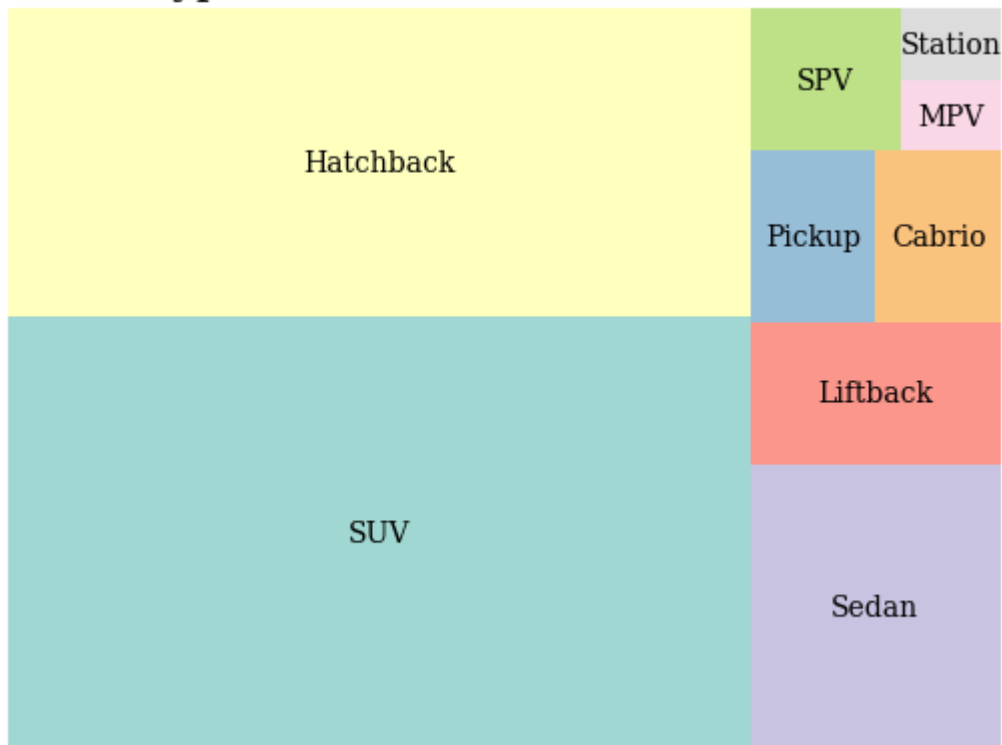 Station
SPV
MPV
Hatchback
Pickup
Cabrio
Liftback
SUV
Sedan